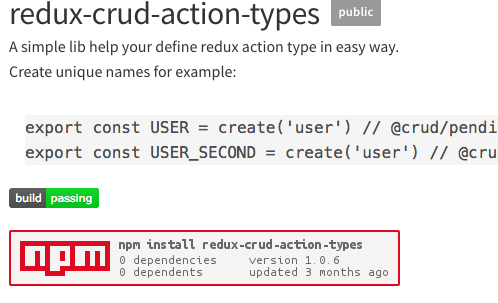 redux-crud-action-types public
A simple lib help your define redux action type in easy way.
Create unique names for example:
export const USER = create('user') // @crud/pendi
export const USER_SECOND = create('user') // @cru
build passing
npm
npm install redux-crud-action-types
0 dependencies version 1.0.6
0 dependents updated 3 months ago